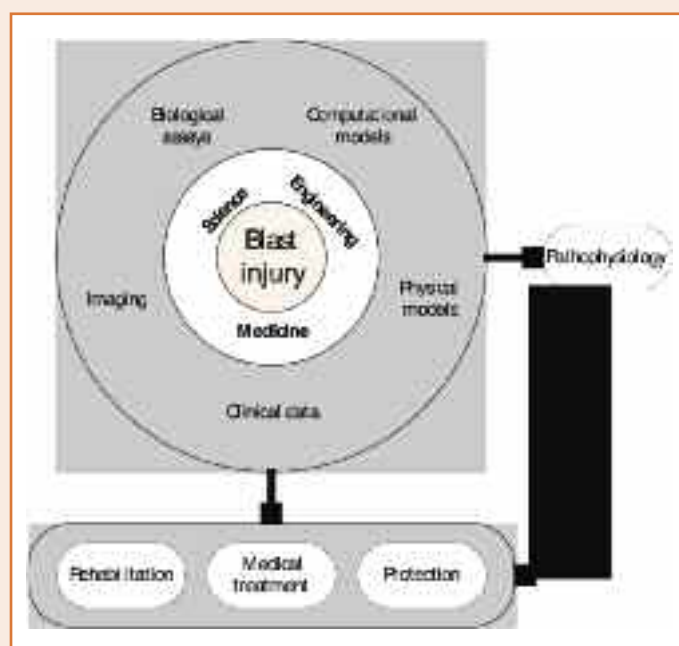 Biological
assays
Computational
models
Science
Engineering
Blast
injury
Pathophysiology
Imaging
Physical
models
Medicine
Clinical data
Rehabilitation
Medical
treatment
Protection